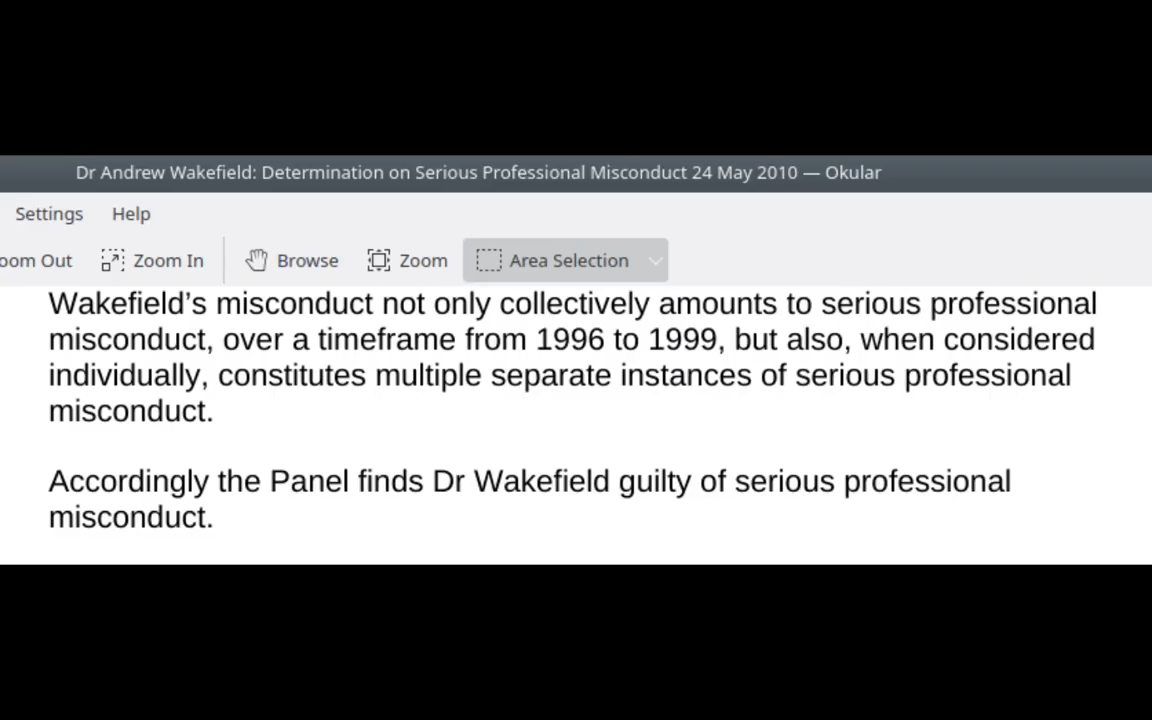 Dr Andrew Wakefield: Determination on Serious Professional Misconduct 24 May 2010 — Okular
Settings Help
oom Out Zoom In Browse Zoom Area Selection
Wakefield’s misconduct not only collectively amounts to serious professional
misconduct, over a timeframe from 1996 to 1999, but also, when considered
individually, constitutes multiple separate instances of serious professional
misconduct.
Accordingly the Panel finds Dr Wakefield guilty of serious professional
misconduct.